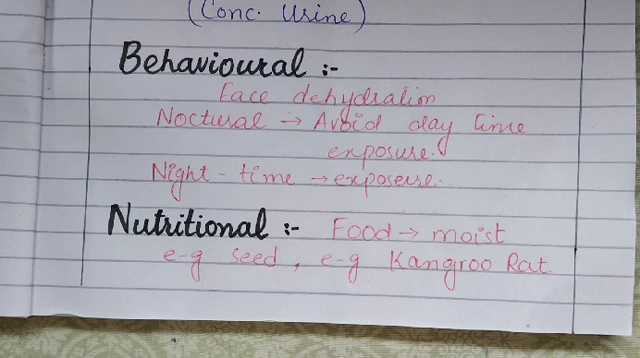 (Conc. Urine)
Behavioural :-
Face dehydration
Noctural → Avoid day time
exposure.
Night-time → exposeure.
Nutritional :- Food → moist
e-g seed, e-g Kangroo Rat.